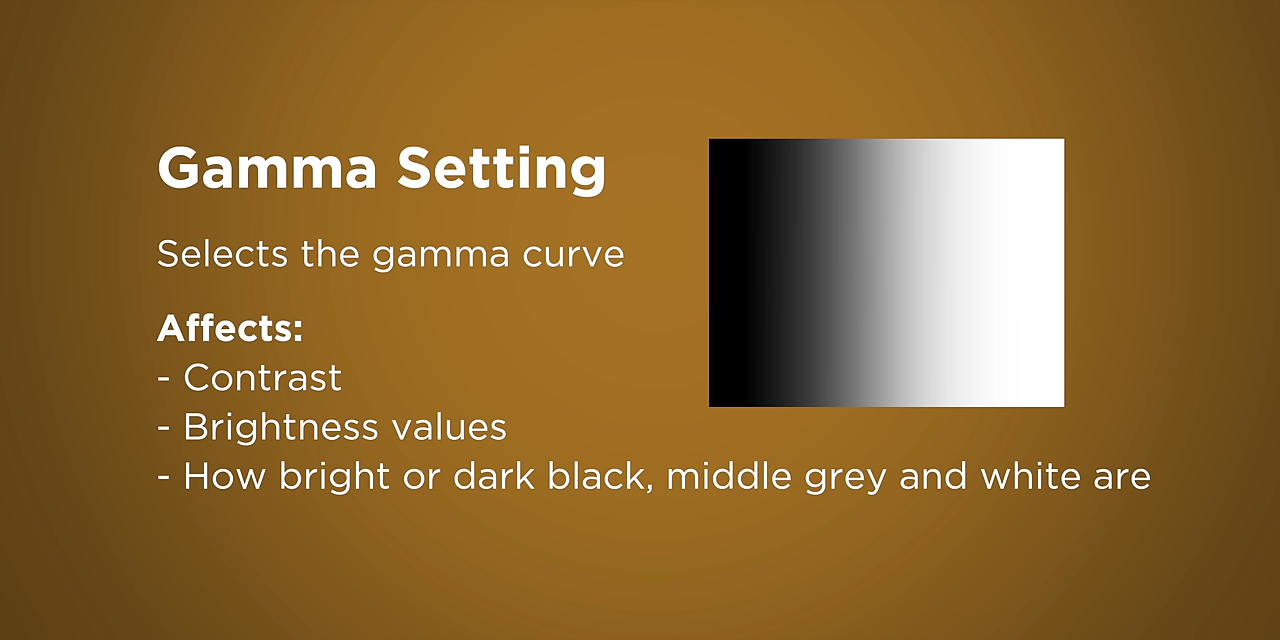 Gamma Setting
Selects the gamma curve
Affects:
- Contrast
- Brightness values
- How bright or dark black, middle grey and white are